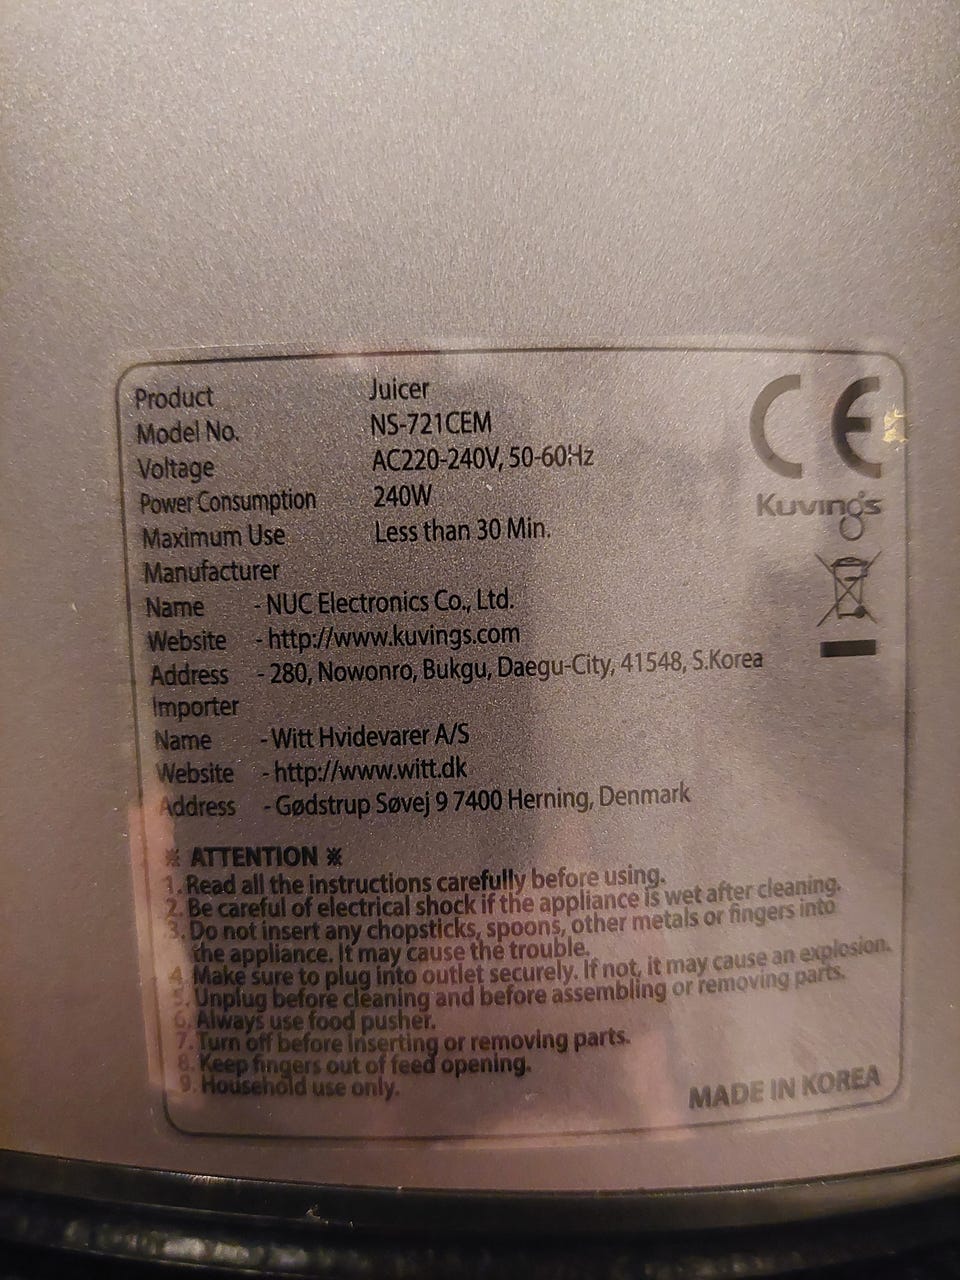 Product Juicer
Model No. NS-721CEM
Voltage AC220-240V, 50-60Hz
Power Consumption 240W
Maximum Use Less than 30 Min.
Manufacturer
Name - NUC Electronics Co., Ltd.
Website - http://www.kuvings.com
Address - 280, Nowonro, Bukgu, Daegu-City, 41548, S.Korea
Importer
Name - Witt Hvidevarer A/S
Website - http://www.witt.dk
Address - Gødstrup Søvej 9 7400 Herning, Denmark
CE
Kuvings
※ ATTENTION ※
1. Read all the instructions carefully before using.
2. Be careful of electrical shock if the appliance is wet after cleaning.
3. Do not insert any chopsticks, spoons, other metals or fingers into
the appliance. It may cause the trouble.
4. Make sure to plug into outlet securely. If not, it may cause an explosion.
5. Unplug before cleaning and before assembling or removing parts.
6. Always use food pusher.
7. Turn off before inserting or removing parts.
8. Keep fingers out of feed opening.
9. Household use only.
MADE IN KOREA